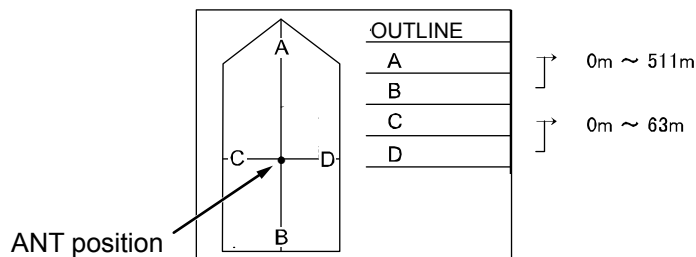 OUTLINE
A
B
C
D
0m ~ 511m
0m ~ 63m
A
C D
B
ANT position